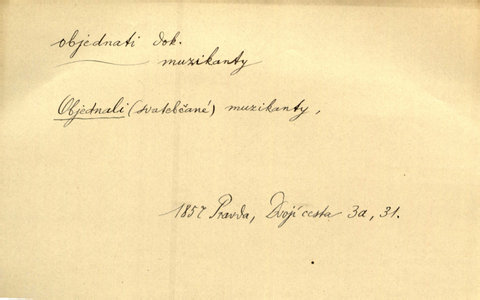 objednati dok.
muzikanty
Objednali (svatebčané) muzikanty,
1857 Pravda, Dvojí cesta 3a, 31.